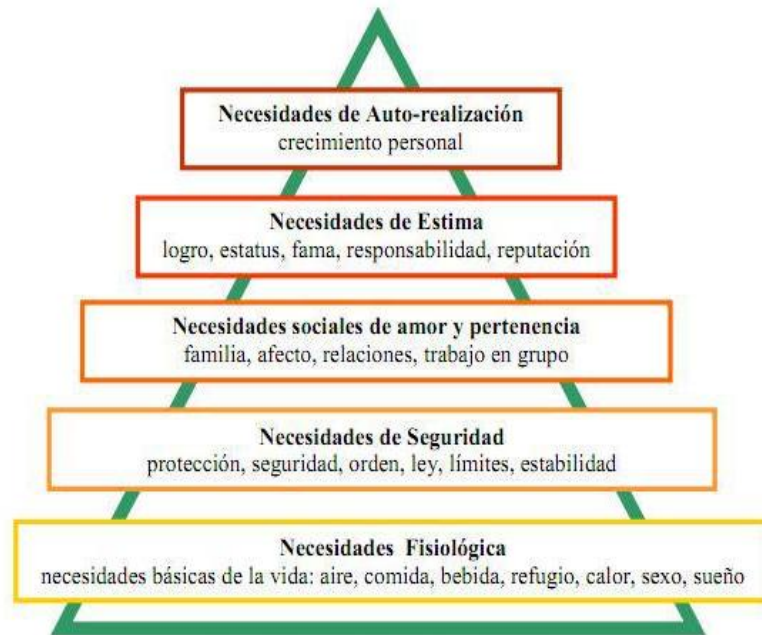 Necesidades de Auto-realización
crecimiento personal
Necesidades de Estima
logro, estatus, fama, responsabilidad, reputación
Necesidades sociales de amor y pertenencia
familia, afecto, relaciones, trabajo en grupo
Necesidades de Seguridad
protección, seguridad, orden, ley, límites, estabilidad
Necesidades Fisiológica
necesidades básicas de la vida: aire, comida, bebida, refugio, calor, sexo, sueño